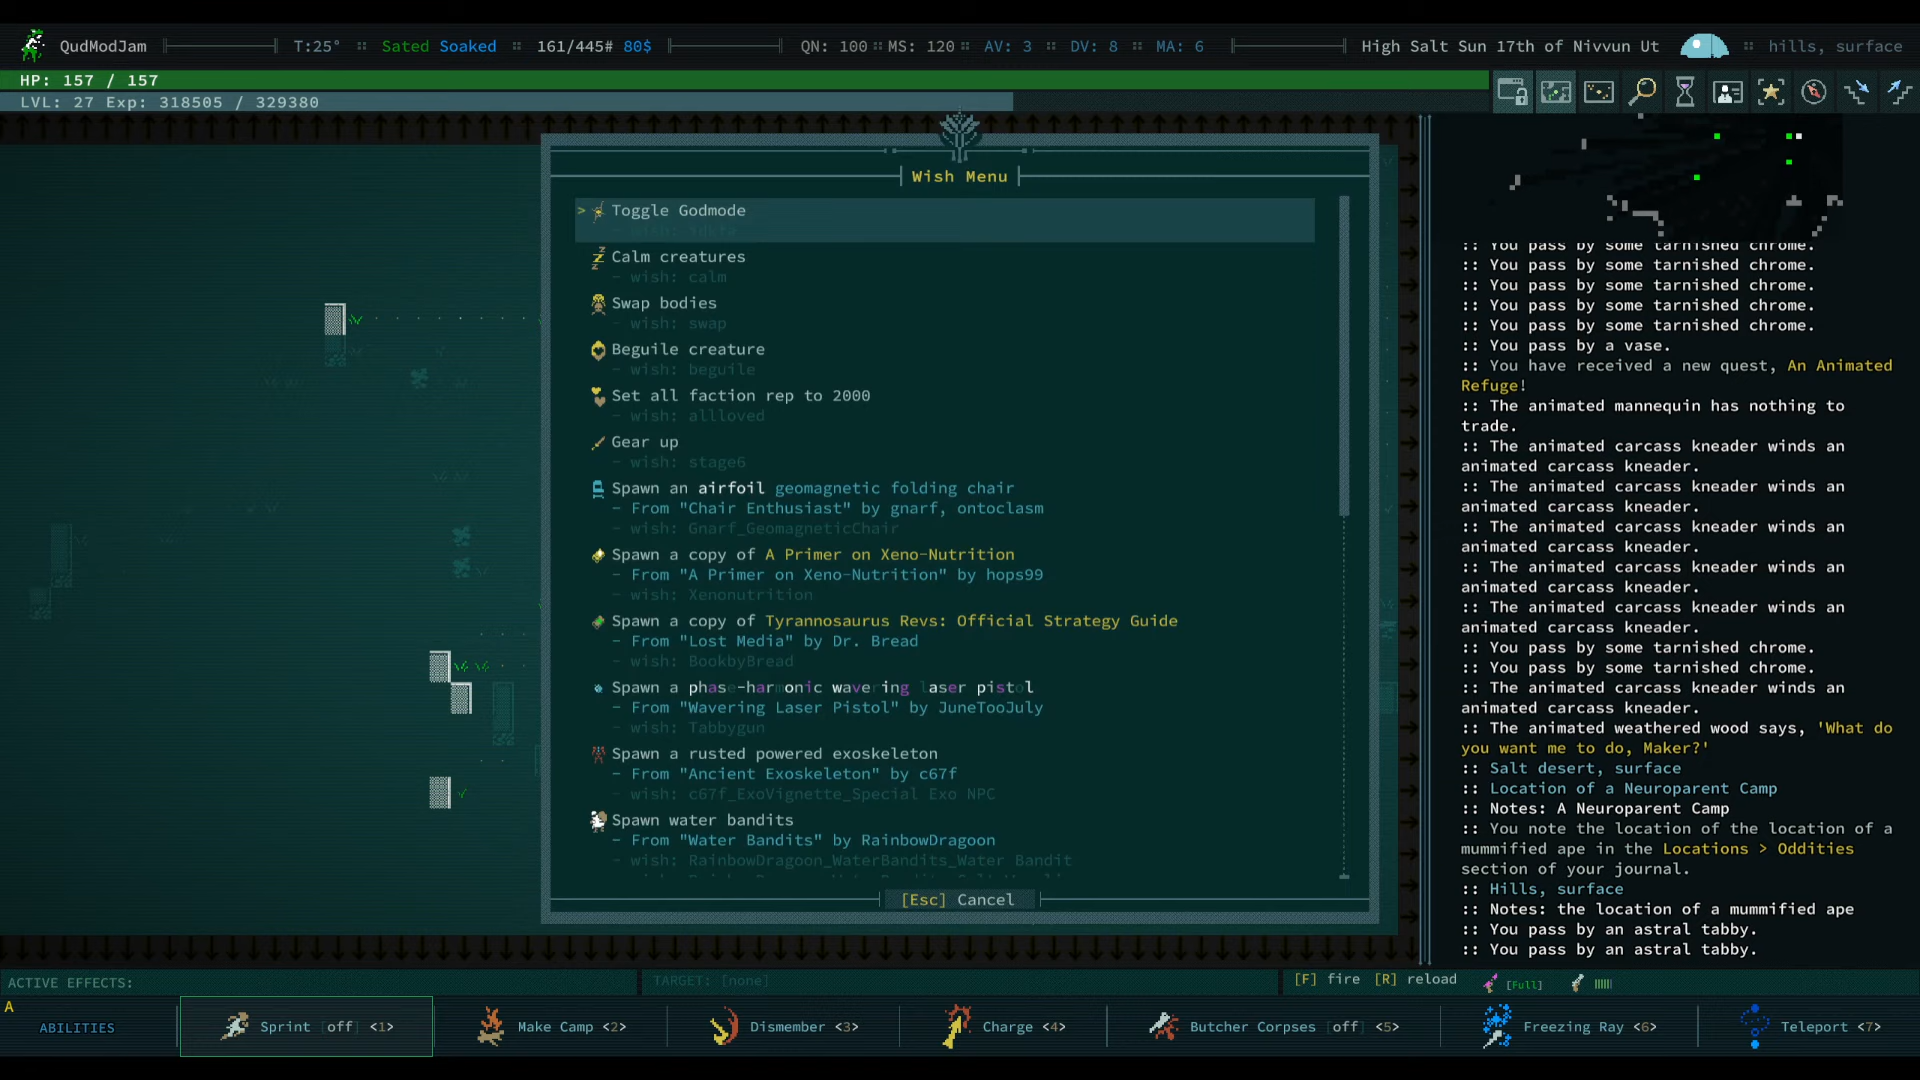 QudModJam T:25° :: Sated Soaked :: 161/445# 80$ QN: 100 :: MS: 120 :: AV: 3 :: DV: 8 :: MA: 6 High Salt Sun 17th of Nivvun Ut :: hills, surface
HP: 157 / 157
LVL: 27 Exp: 318505 / 329380
Wish Menu
> Toggle Godmode
- wish: idkfa
Calm creatures
- wish: calm
Swap bodies
- wish: swap
Beguile creature
- wish: beguile
Set all faction rep to 2000
- wish: allloved
Gear up
- wish: stage6
Spawn an airfoil geomagnetic folding chair
- From "Chair Enthusiast" by gnarf, ontoclasm
- wish: Gnarf_GeomagneticChair
Spawn a copy of A Primer on Xeno-Nutrition
- From "A Primer on Xeno-Nutrition" by hops99
- wish: Xenonutrition
Spawn a copy of Tyrannosaurus Revs: Official Strategy Guide
- From "Lost Media" by Dr. Bread
- wish: BookbyBread
Spawn a phase-harmonic wavering laser pistol
- From "Wavering Laser Pistol" by JuneTooJuly
- wish: Tabbygun
Spawn a rusted powered exoskeleton
- From "Ancient Exoskeleton" by c67f
- wish: c67f_ExoVignette_Special Exo NPC
Spawn water bandits
- From "Water Bandits" by RainbowDragoon
- wish: RainbowDragoon_WaterBandits_Water Bandit
[Esc] Cancel
:: You pass by some tarnished chrome.
:: You pass by some tarnished chrome.
:: You pass by some tarnished chrome.
:: You pass by some tarnished chrome.
:: You pass by some tarnished chrome.
:: You pass by a vase.
:: You have received a new quest, An Animated
Refuge!
:: The animated mannequin has nothing to
trade.
:: The animated carcass kneader winds an
animated carcass kneader.
:: The animated carcass kneader winds an
animated carcass kneader.
:: The animated carcass kneader winds an
animated carcass kneader.
:: The animated carcass kneader winds an
animated carcass kneader.
:: The animated carcass kneader winds an
animated carcass kneader.
:: You pass by some tarnished chrome.
:: You pass by some tarnished chrome.
:: The animated carcass kneader winds an
animated carcass kneader.
:: The animated weathered wood says, 'What do
you want me to do, Maker?'
:: Salt desert, surface
:: Location of a Neuroparent Camp
:: Notes: A Neuroparent Camp
:: You note the location of the location of a
mummified ape in the Locations > Oddities
section of your journal.
:: Hills, surface
:: Notes: the location of a mummified ape
:: You pass by an astral tabby.
:: You pass by an astral tabby.
ACTIVE EFFECTS: TARGET: [none] [F] fire [R] reload [Full]
A
ABILITIES Sprint [off] <1> Make Camp <2> Dismember <3> Charge <4> Butcher Corpses [off] <5> Freezing Ray <6> Teleport <7>